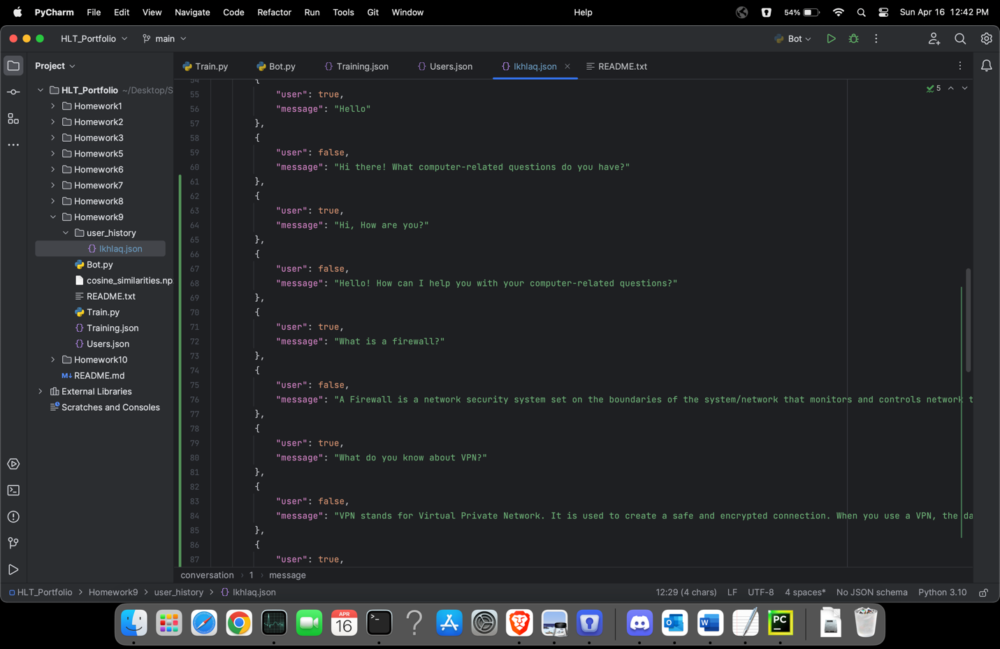 PyCharm File Edit View Navigate Code Refactor Run Tools Git Window Help 54% Sun Apr 16 12:42 PM
HLT_Portfolio main Bot
Project
Train.py Bot.py Training.json Users.json Ikhlaq.json README.txt
HLT_Portfolio ~/Desktop/S
Homework1
Homework2
Homework3
Homework5
Homework6
Homework7
Homework8
Homework9
user_history
Ikhlaq.json
Bot.py
cosine_similarities.np
README.txt
Train.py
Training.json
Users.json
Homework10
M↓ README.md
External Libraries
Scratches and Consoles
5
54 {
55 "user": true,
56 "message": "Hello"
57 },
58 {
59 "user": false,
60 "message": "Hi there! What computer-related questions do you have?"
61 },
62 {
63 "user": true,
64 "message": "Hi, How are you?"
65 },
66 {
67 "user": false,
68 "message": "Hello! How can I help you with your computer-related questions?"
69 },
70 {
71 "user": true,
72 "message": "What is a firewall?"
73 },
74 {
75 "user": false,
76 "message": "A Firewall is a network security system set on the boundaries of the system/network that monitors and controls network t
77 },
78 {
79 "user": true,
80 "message": "What do you know about VPN?"
81 },
82 {
83 "user": false,
84 "message": "VPN stands for Virtual Private Network. It is used to create a safe and encrypted connection. When you use a VPN, the da
85 },
86 {
87 "user": true,
conversation > 1 > message
HLT_Portfolio > Homework9 > user_history > Ikhlaq.json 12:29 (4 chars) LF UTF-8 4 spaces* No JSON schema Python 3.10
APR
16
PC